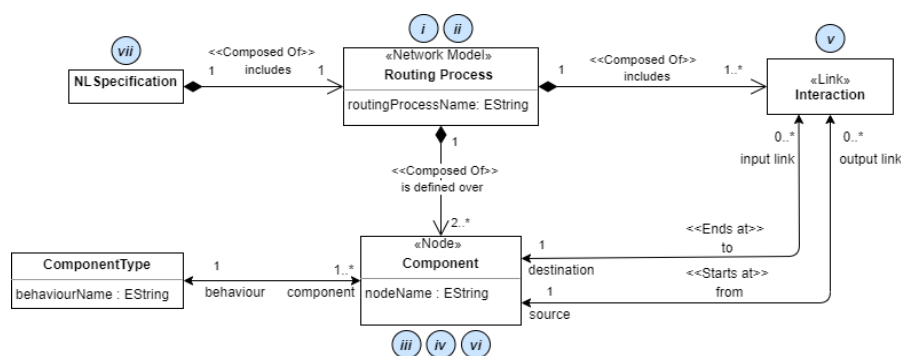 i ii
vii
v
<<Composed Of>>
includes
1 1
NLSpecification
«Network Model»
Routing Process
routingProcessName: EString
<<Composed Of>>
includes
1 1..*
«Link»
Interaction
1
<<Composed Of>>
is defined over
2..*
0..* 0..*
input link output link
<<Ends at>>
to
1
destination
<<Starts at>>
from
1
source
«Node»
Component
nodeName : EString
ComponentType
behaviourName : EString
1 1..*
behaviour component
iii iv vi